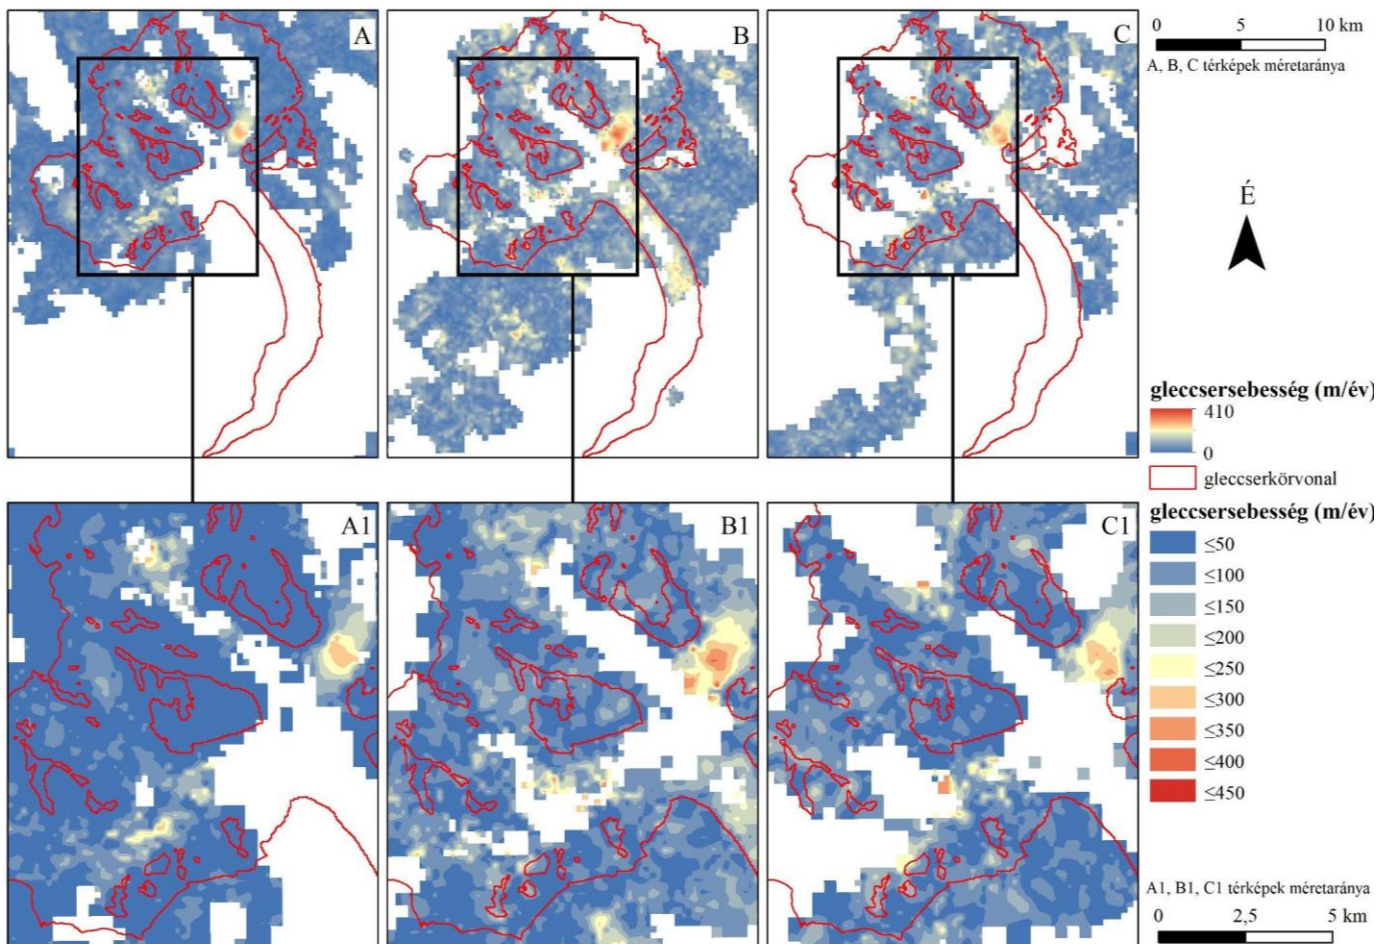 A
B
C
0 5 10 km
A, B, C térképek méretaránya
É
gleccsersebesség (m/év)
410
0
gleccserkörvonal
A1
B1
C1
gleccsersebesség (m/év)
≤50
≤100
≤150
≤200
≤250
≤300
≤350
≤400
≤450
A1, B1, C1 térképek méretaránya
0 2,5 5 km